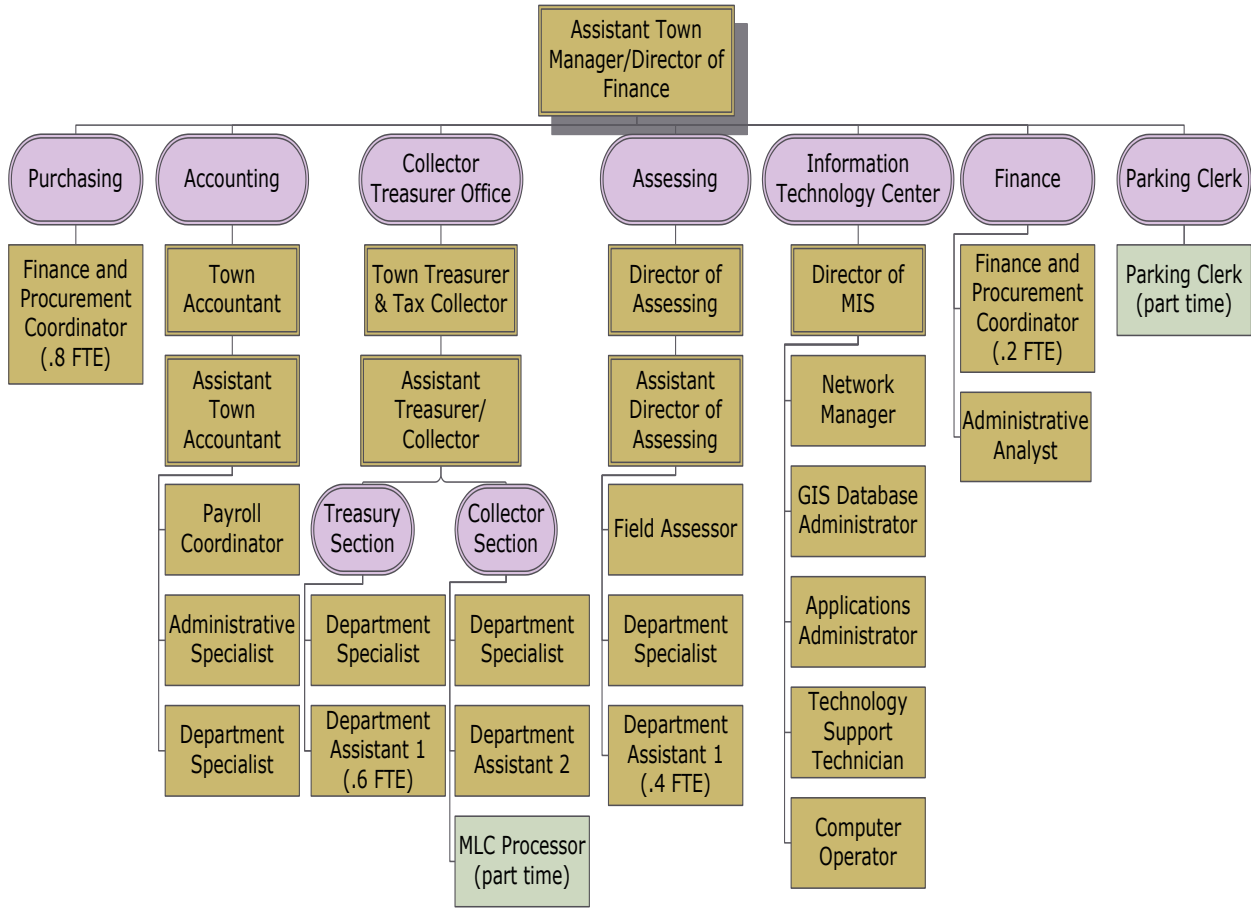 Assistant Town
Manager/Director of
Finance
Purchasing
Accounting
Collector
Treasurer Office
Assessing
Information
Technology Center
Finance
Parking Clerk
Finance and
Procurement
Coordinator
(.8 FTE)
Town
Accountant
Town Treasurer
& Tax Collector
Director of
Assessing
Director of
MIS
Finance and
Procurement
Coordinator
(.2 FTE)
Parking Clerk
(part time)
Assistant
Town
Accountant
Assistant
Treasurer/
Collector
Assistant
Director of
Assessing
Network
Manager
Administrative
Analyst
Payroll
Coordinator
Treasury
Section
Collector
Section
Field Assessor
GIS Database
Administrator
Administrative
Specialist
Department
Specialist
Department
Specialist
Department
Specialist
Applications
Administrator
Department
Specialist
Department
Assistant 1
(.6 FTE)
Department
Assistant 2
Department
Assistant 1
(.4 FTE)
Technology
Support
Technician
MLC Processor
(part time)
Computer
Operator